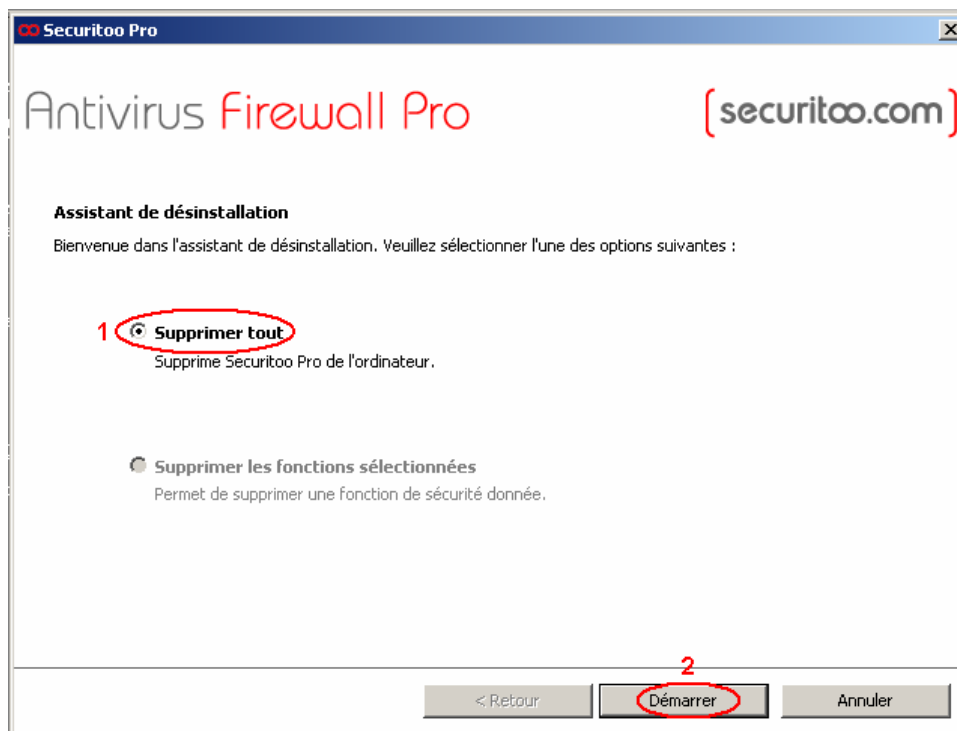 Securitoo Pro
Antivirus Firewall Pro
securitoo.com
Assistant de désinstallation
Bienvenue dans l'assistant de désinstallation. Veuillez sélectionner l'une des options suivantes :
1 Supprimer tout
Supprime Securitoo Pro de l'ordinateur.
Supprimer les fonctions sélectionnées
Permet de supprimer une fonction de sécurité donnée.
2
< Retour Démarrer Annuler